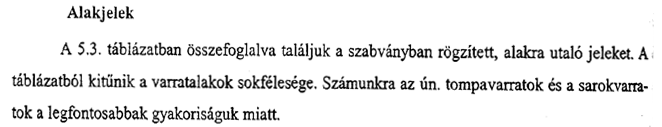 Alakjelek
A 5.3. táblázatban összefoglalva találjuk a szabványban rögzített, alakra utaló jeleket. A
táblázatból kitűnik a varratalakok sokfélesége. Számunkra az ún. tompavarratok és a sarokvarra-
tok a legfontosabbak gyakoriságuk miatt.